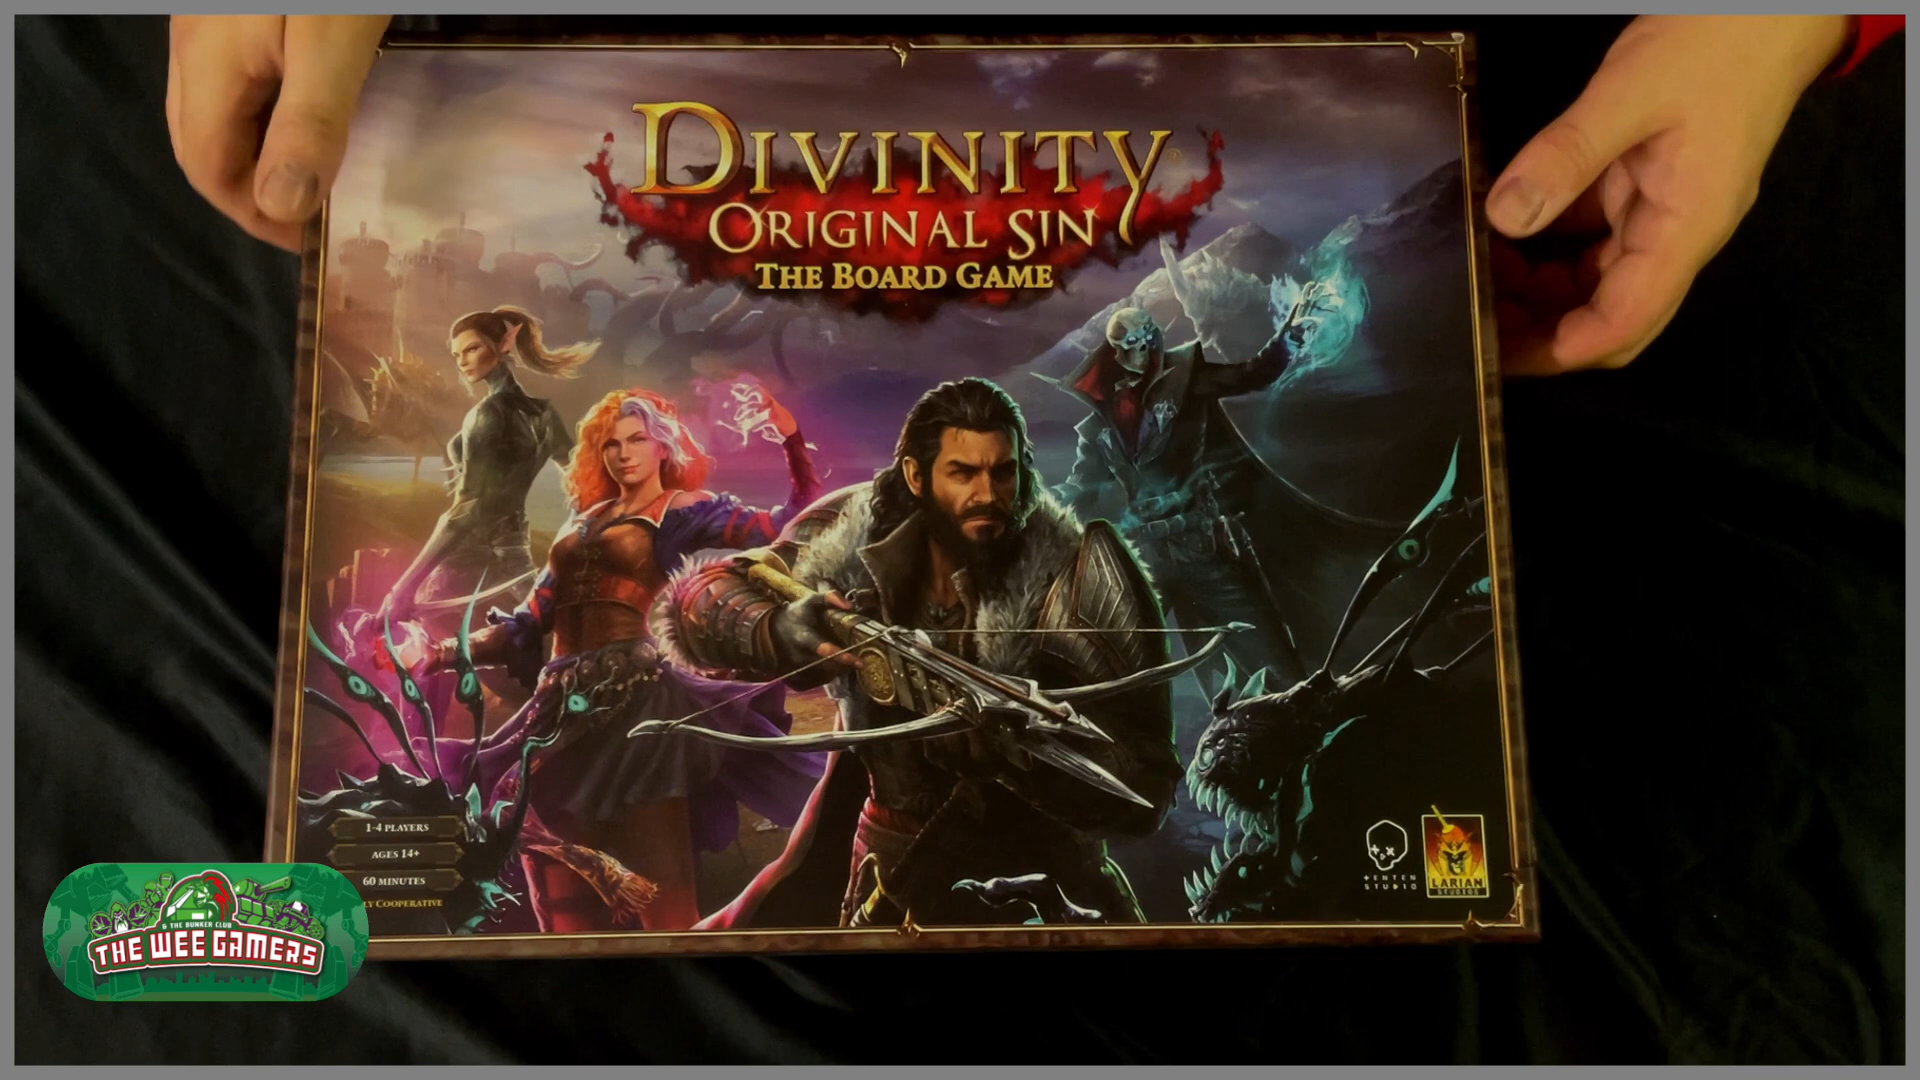 DIVINITY
ORIGINAL SIN
THE BOARD GAME
1-4 PLAYERS
AGES 14+
60 MINUTES
COOPERATIVE
TENTEN
STUDIO
LARIAN
STUDIOS
& THE BUNKER CLUB
THE WEE GAMERS